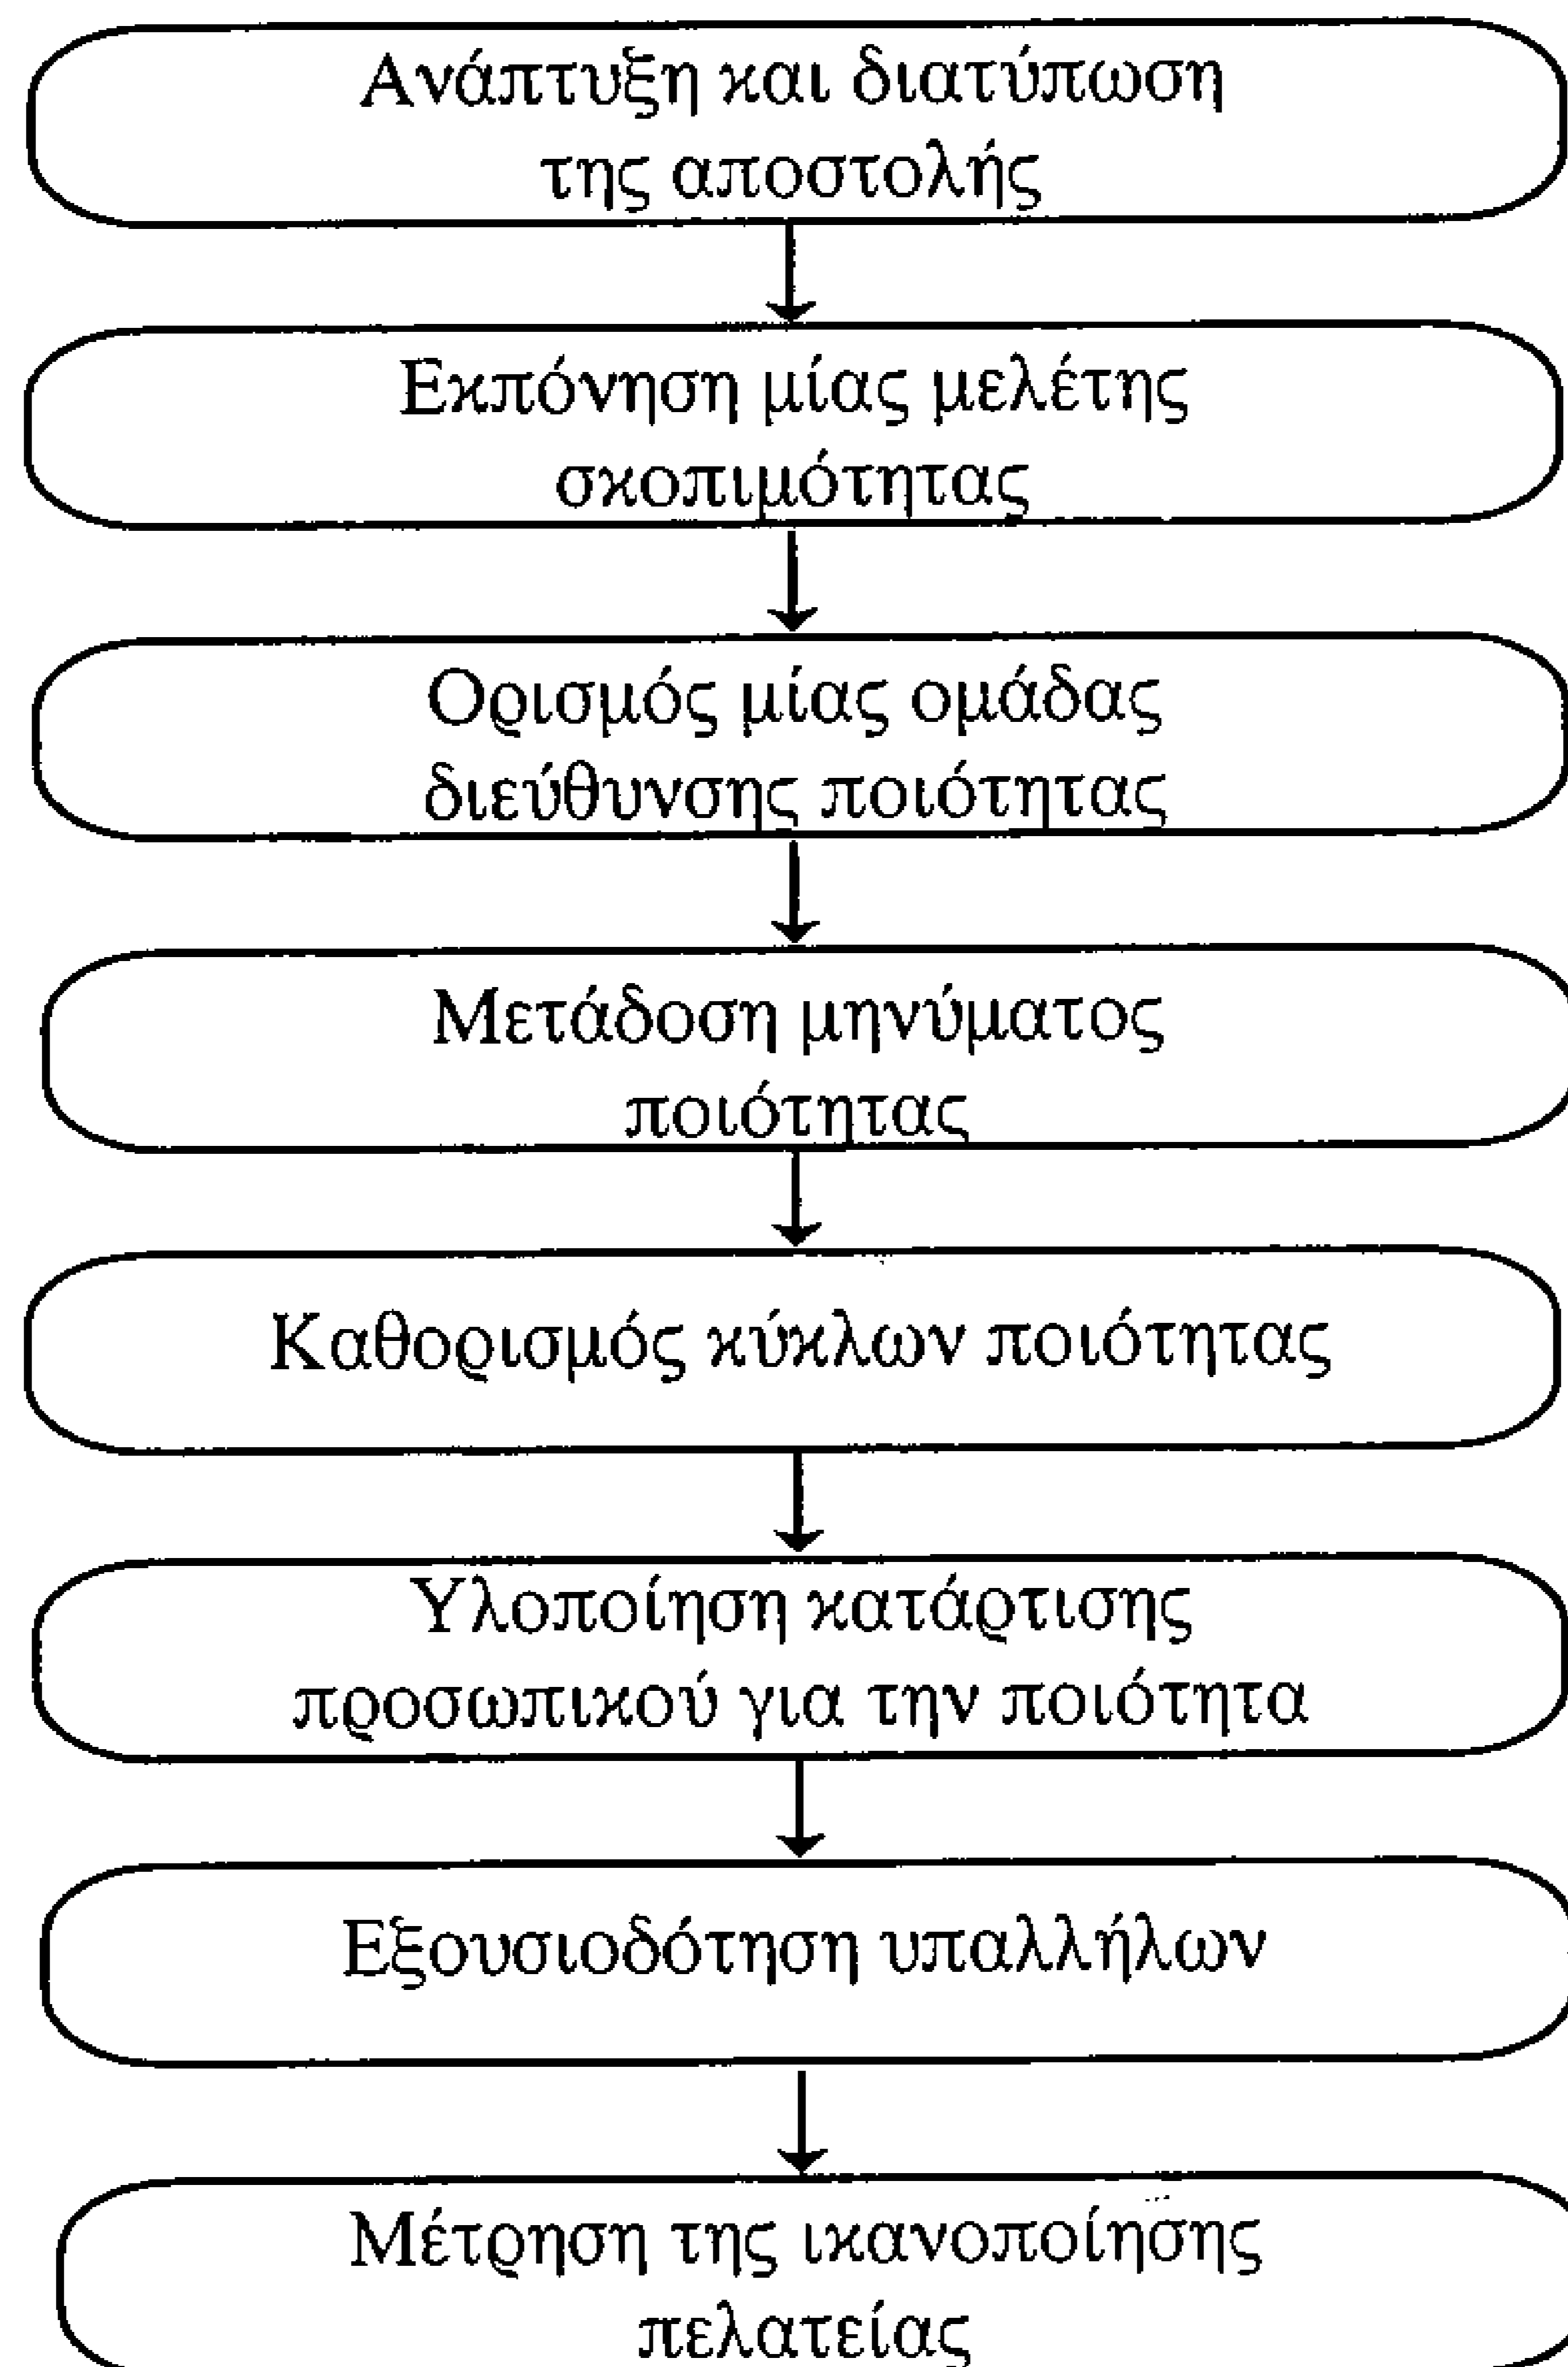 Ανάπτυξη και διατύπωση
της αποστολής
Εκπόνηση μίας μελέτης
σκοπιμότητας
Ορισμός μίας ομάδας
διεύθυνσης ποιότητας
Μετάδοση μηνύματος
ποιότητας
Καθορισμός κύκλων ποιότητας
Υλοποίηση κατάρτισης
προσωπικού για την ποιότητα
Εξουσιοδότηση υπαλλήλων
Μέτρηση της ικανοποίησης
πελατείας